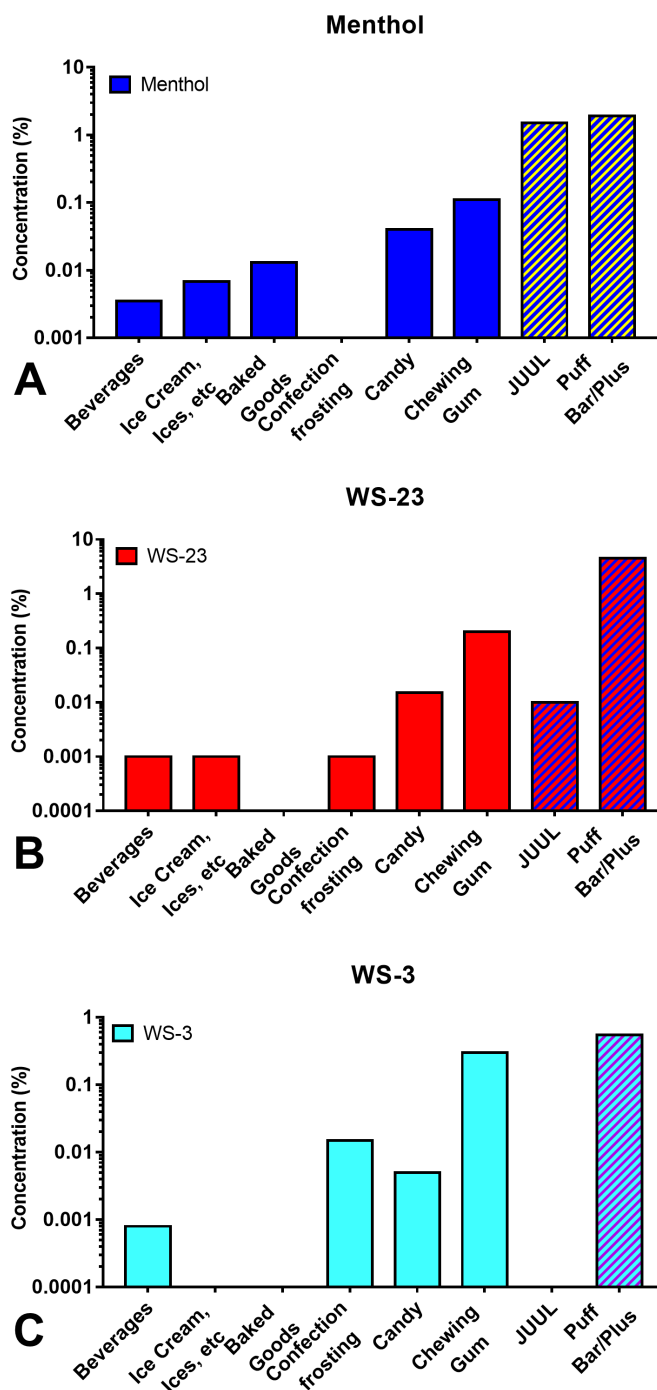 Menthol
Menthol
Concentration (%)
10
1
0.1
0.01
0.001
A
Beverages
Ice Cream,
Ices, etc
Baked
Goods
Confection
frosting
Candy
Chewing
Gum
JUUL
Puff
Bar/Plus
WS-23
WS-23
Concentration (%)
10
1
0.1
0.01
0.001
0.0001
B
Beverages
Ice Cream,
Ices, etc
Baked
Goods
Confection
frosting
Candy
Chewing
Gum
JUUL
Puff
Bar/Plus
WS-3
WS-3
Concentration (%)
1
0.1
0.01
0.001
0.0001
C
Beverages
Ice Cream,
Ices, etc
Baked
Goods
Confection
frosting
Candy
Chewing
Gum
JUUL
Puff
Bar/Plus